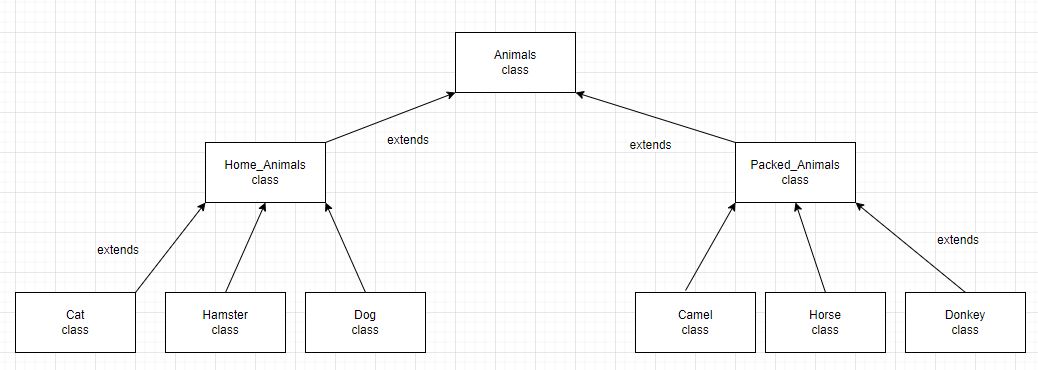 Animals
class
extends
extends
Home_Animals
class
Packed_Animals
class
extends
extends
Cat
class
Hamster
class
Dog
class
Camel
class
Horse
class
Donkey
class